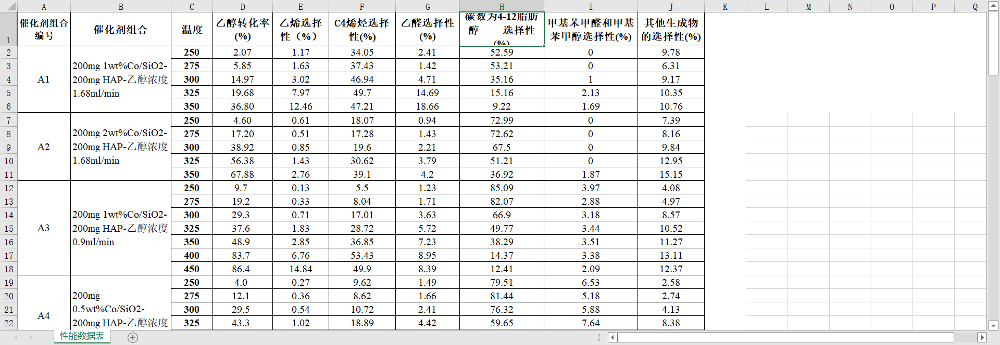 A B C D E F G H I J K L M N O P Q
1 催化剂组合编号 催化剂组合 温度 乙醇转化率(%) 乙烯选择性（%） C4烯烃选择性(%) 乙醛选择性(%) 碳数为4-12脂肪醇 选择性(%) 甲基苯甲醛和甲基苯甲醇选择性(%) 其他生成物的选择性(%)
2 A1 200mg 1wt%Co/SiO2-200mg HAP-乙醇浓度1.68ml/min 250 2.07 1.17 34.05 2.41 52.59 0 9.78
3 275 5.85 1.63 37.43 1.42 53.21 0 6.31
4 300 14.97 3.02 46.94 4.71 35.16 1 9.17
5 325 19.68 7.97 49.7 14.69 15.16 2.13 10.35
6 350 36.80 12.46 47.21 18.66 9.22 1.69 10.76
7 A2 200mg 2wt%Co/SiO2-200mg HAP-乙醇浓度1.68ml/min 250 4.60 0.61 18.07 0.94 72.99 0 7.39
8 275 17.20 0.51 17.28 1.43 72.62 0 8.16
9 300 38.92 0.85 19.6 2.21 67.5 0 9.84
10 325 56.38 1.43 30.62 3.79 51.21 0 12.95
11 350 67.88 2.76 39.1 4.2 36.92 1.87 15.15
12 A3 200mg 1wt%Co/SiO2-200mg HAP-乙醇浓度0.9ml/min 250 9.7 0.13 5.5 1.23 85.09 3.97 4.08
13 275 19.2 0.33 8.04 1.71 82.07 2.88 4.97
14 300 29.3 0.71 17.01 3.63 66.9 3.18 8.57
15 325 37.6 1.83 28.72 5.72 49.77 3.44 10.52
16 350 48.9 2.85 36.85 7.23 38.29 3.51 11.27
17 400 83.7 6.76 53.43 8.95 14.37 3.38 13.11
18 450 86.4 14.84 49.9 8.39 12.41 2.09 12.37
19 A4 200mg 0.5wt%Co/SiO2-200mg HAP-乙醇浓度 250 4.0 0.27 9.62 1.49 79.51 6.53 2.58
20 275 12.1 0.36 8.62 1.66 81.44 5.18 2.74
21 300 29.5 0.54 10.72 2.41 76.32 5.88 4.13
22 325 43.3 1.02 18.89 4.42 59.65 7.64 8.38
性能数据表